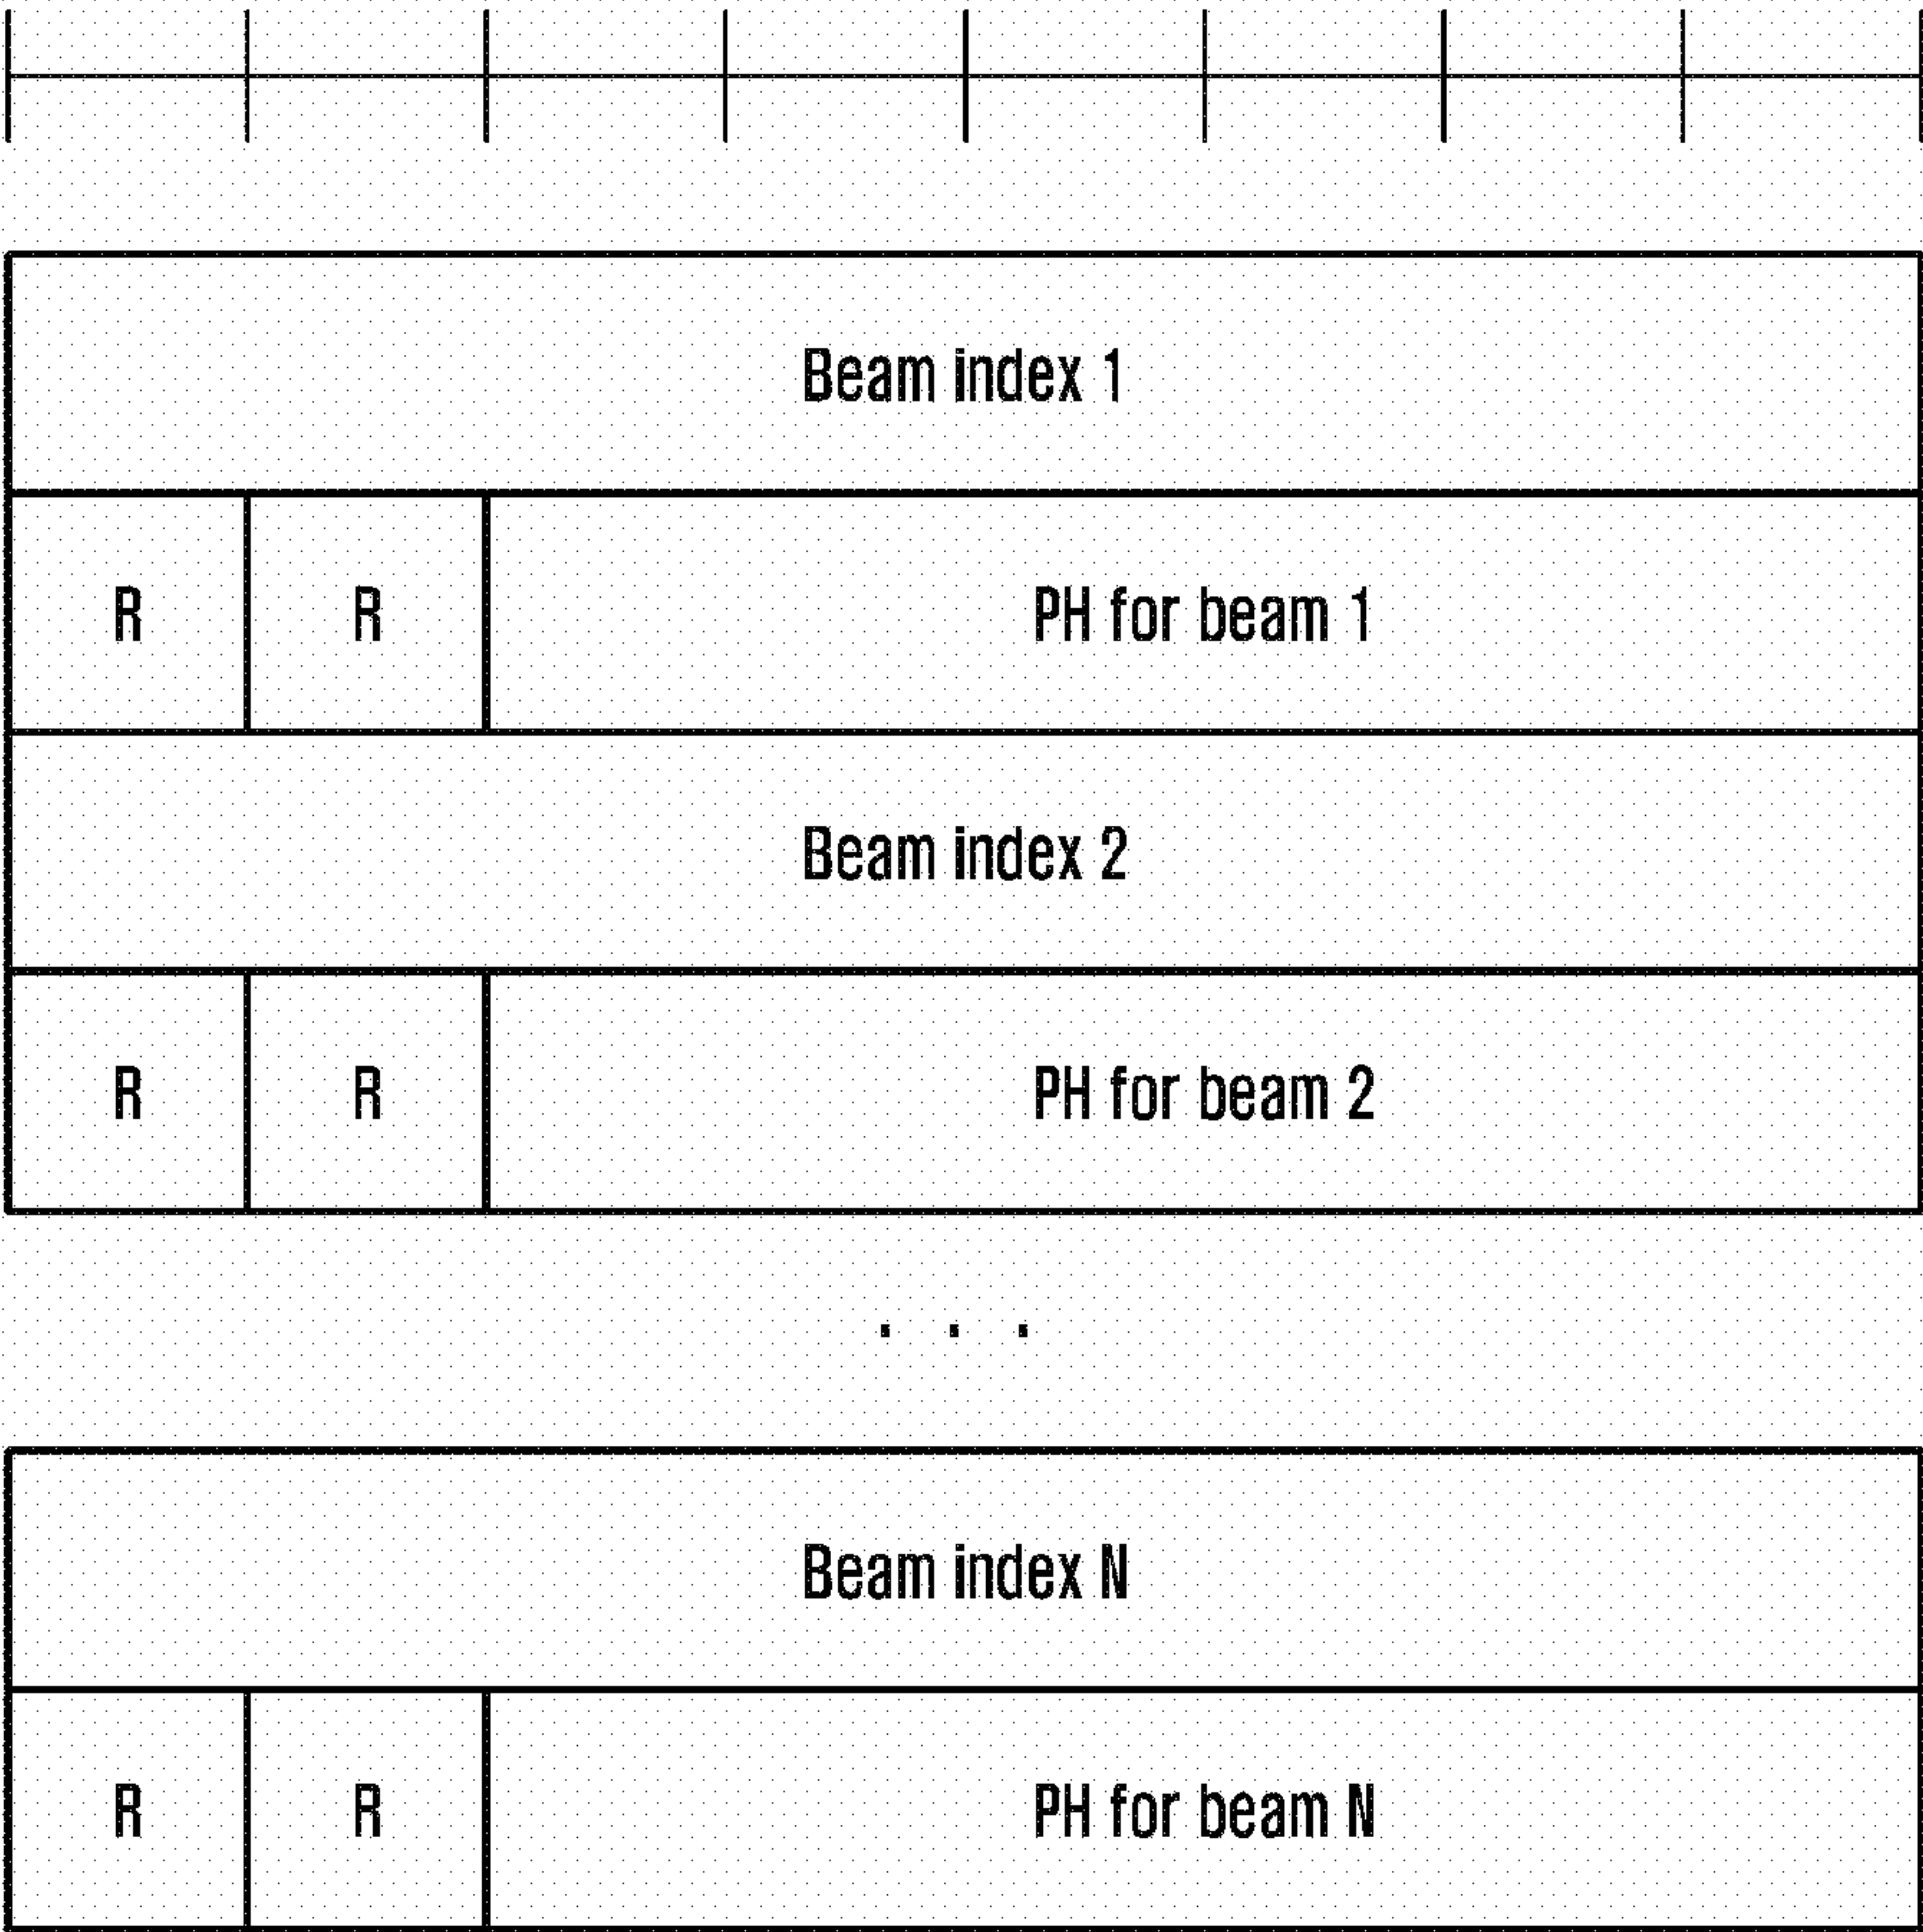 Beam index 1
R R PH for beam 1
Beam index 2
R R PH for beam 2
. . .
Beam index N
R R PH for beam N